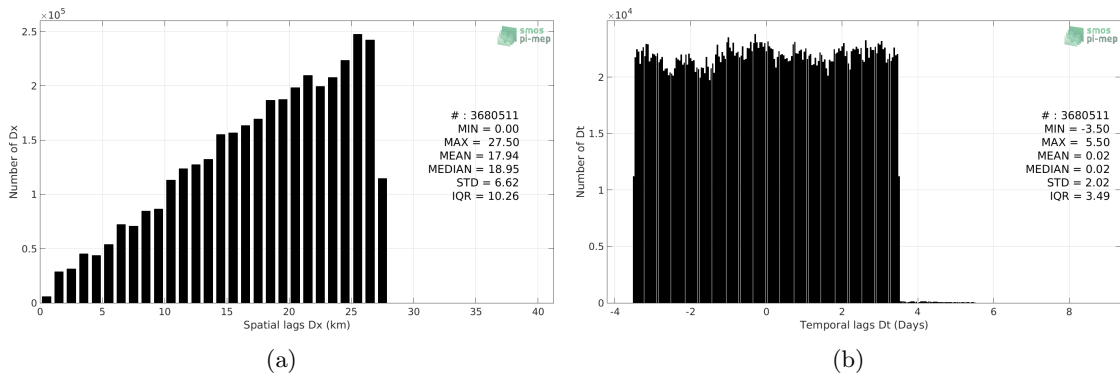 ×10⁵
2.5
2
1.5
1
0.5
0
0 5 10 15 20 25 30 35 40
Number of Dx
Spatial lags Dx (km)
smos
pi-mep
# : 3680511
MIN = 0.00
MAX = 27.50
MEAN = 17.94
MEDIAN = 18.95
STD = 6.62
IQR = 10.26
(a)
×10⁴
2
1.5
1
0.5
0
-4 -2 0 2 4 6 8
Number of Dt
Temporal lags Dt (Days)
smos
pi-mep
# : 3680511
MIN = -3.50
MAX = 5.50
MEAN = 0.02
MEDIAN = 0.02
STD = 2.02
IQR = 3.49
(b)